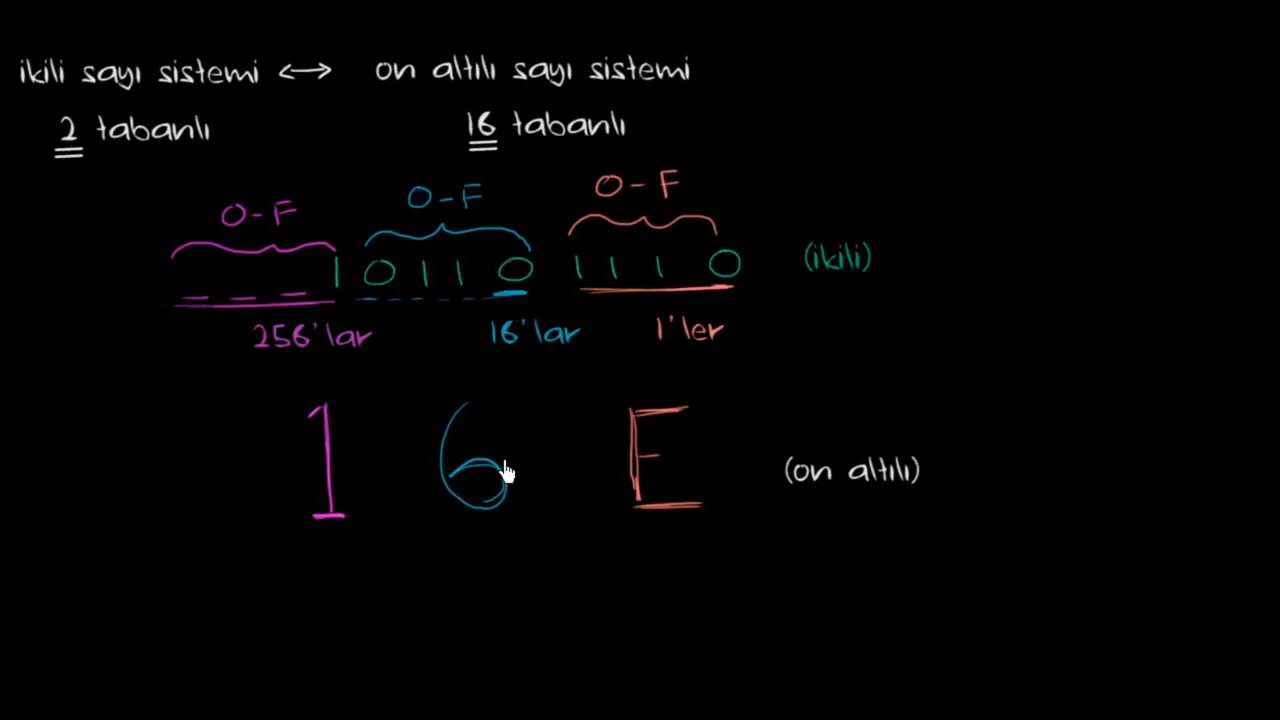 ikili sayı sistemi ↔ on altılı sayı sistemi
2 tabanlı 16 tabanlı
0-F 0-F 0-F
1 0 1 1 0 1 1 1 0 (ikili)
256'lar 16'lar 1'ler
1 6 E (on altılı)